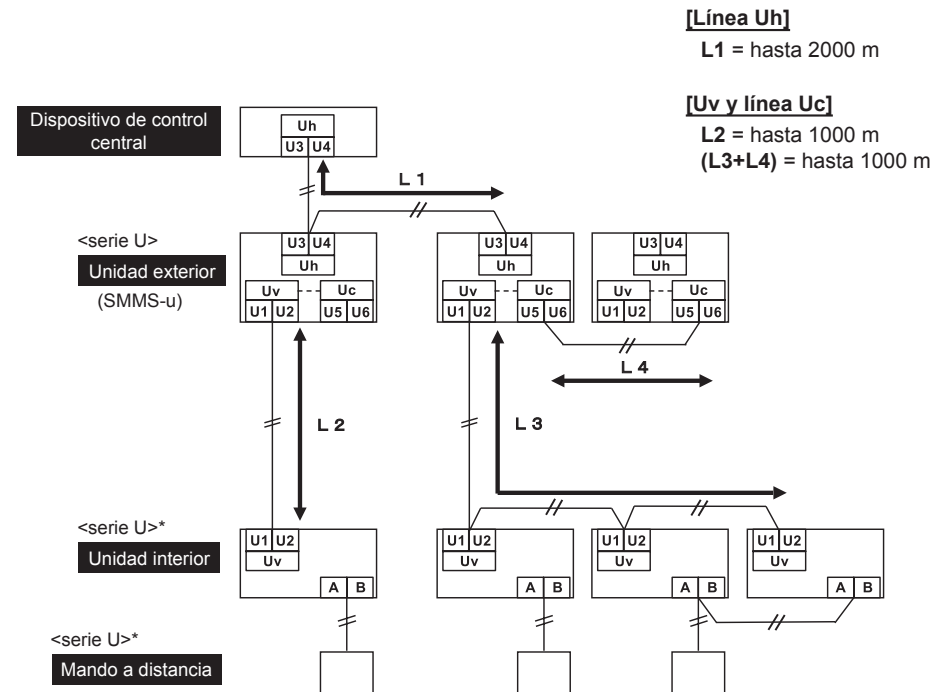 [Línea Uh]
L1 = hasta 2000 m
[Uv y línea Uc]
L2 = hasta 1000 m
(L3+L4) = hasta 1000 m
Dispositivo de control
central
Uh
U3 U4
L 1
<serie U>
Unidad exterior
(SMMS-u)
U3 U4
Uh
Uv Uc
U1 U2 U5 U6
U3 U4
Uh
Uv Uc
U1 U2 U5 U6
U3 U4
Uh
Uv Uc
U1 U2 U5 U6
L 4
L 2
L 3
<serie U>*
Unidad interior
U1 U2
Uv
A B
U1 U2
Uv
A B
U1 U2
Uv
A B
U1 U2
Uv
A B
<serie U>*
Mando a distancia